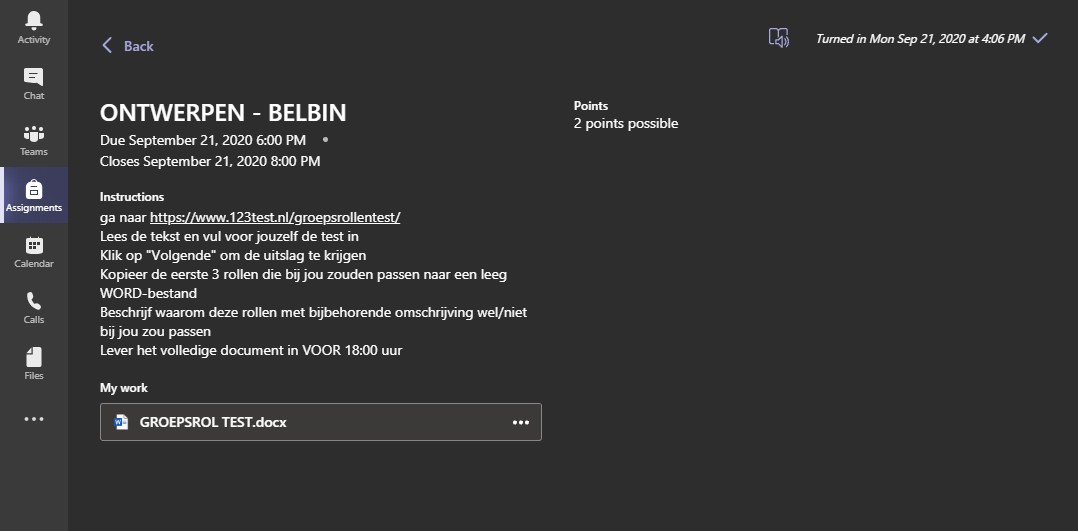 Activity
Chat
Teams
Assignments
Calendar
Calls
Files
Back
Turned in Mon Sep 21, 2020 at 4:06 PM
ONTWERPEN - BELBIN
Due September 21, 2020 6:00 PM •
Closes September 21, 2020 8:00 PM
Points
2 points possible
Instructions
ga naar https://www.123test.nl/groepsrollentest/
Lees de tekst en vul voor jouzelf de test in
Klik op "Volgende" om de uitslag te krijgen
Kopieer de eerste 3 rollen die bij jou zouden passen naar een leeg
WORD-bestand
Beschrijf waarom deze rollen met bijbehorende omschrijving wel/niet
bij jou zou passen
Lever het volledige document in VOOR 18:00 uur
My work
GROEPSROL TEST.docx